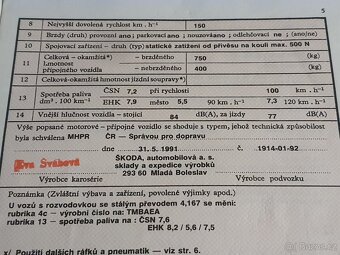 5
8 Nejvyšší dovolená rychlost km . h⁻¹ 150
9 Brzdy (druh) provozní ano; parkovací ano; nouzové ano; odlehčovací ne (ano/ne)
10 Spojovací zařízení – druh (typ) statické zatížení od přívěsu na kouli max. 500 N
11 Celková – okamžitá*) – brzděného 750 (kg)
hmotnost
přípojného vozidla – nebrzděného 400 (kg)
12 Celková – okamžitá hmotnost jízdní soupravy*) (kg)
13 Spotřeba paliva ČSN 7,2 při rychlosti 100 km . h⁻¹
dm³ . 100 km⁻¹ EHK 7,9 město 5,5 90 km.h⁻¹ 7,3 120 km.h⁻¹
14 Vnější hlučnost vozidla – stojící 84 dB (A) za jízdy 77 dB (A)
Výše popsané motorové – přípojné vozidlo se shoduje s typem, jehož technická způsobilost
byla schválena MHPR ČR – Správou pro dopravu
dne 31. 5. 1991 č. j. 1914-01-92
Eva Švábová
ŠKODA, automobilová a. s.
sklady a expedice výrobků
293 60 Mladá Boleslav
Výrobce karosérie Výrobce podvozku
Poznámka (Zvláštní výbava a zařízení, povolené výjimky apod.)
U vozů s rozvodovkou se stálým převodem 4,167 se mění:
rubrika 4c – výrobní číslo na: TMBAEA
rubrika 13 – spotřeba paliva na : ČSN 7,6
EHK 8,2 / 5,6 / 7,5
x/ Použití dalších ráfků a pneumatik – viz str. 6.